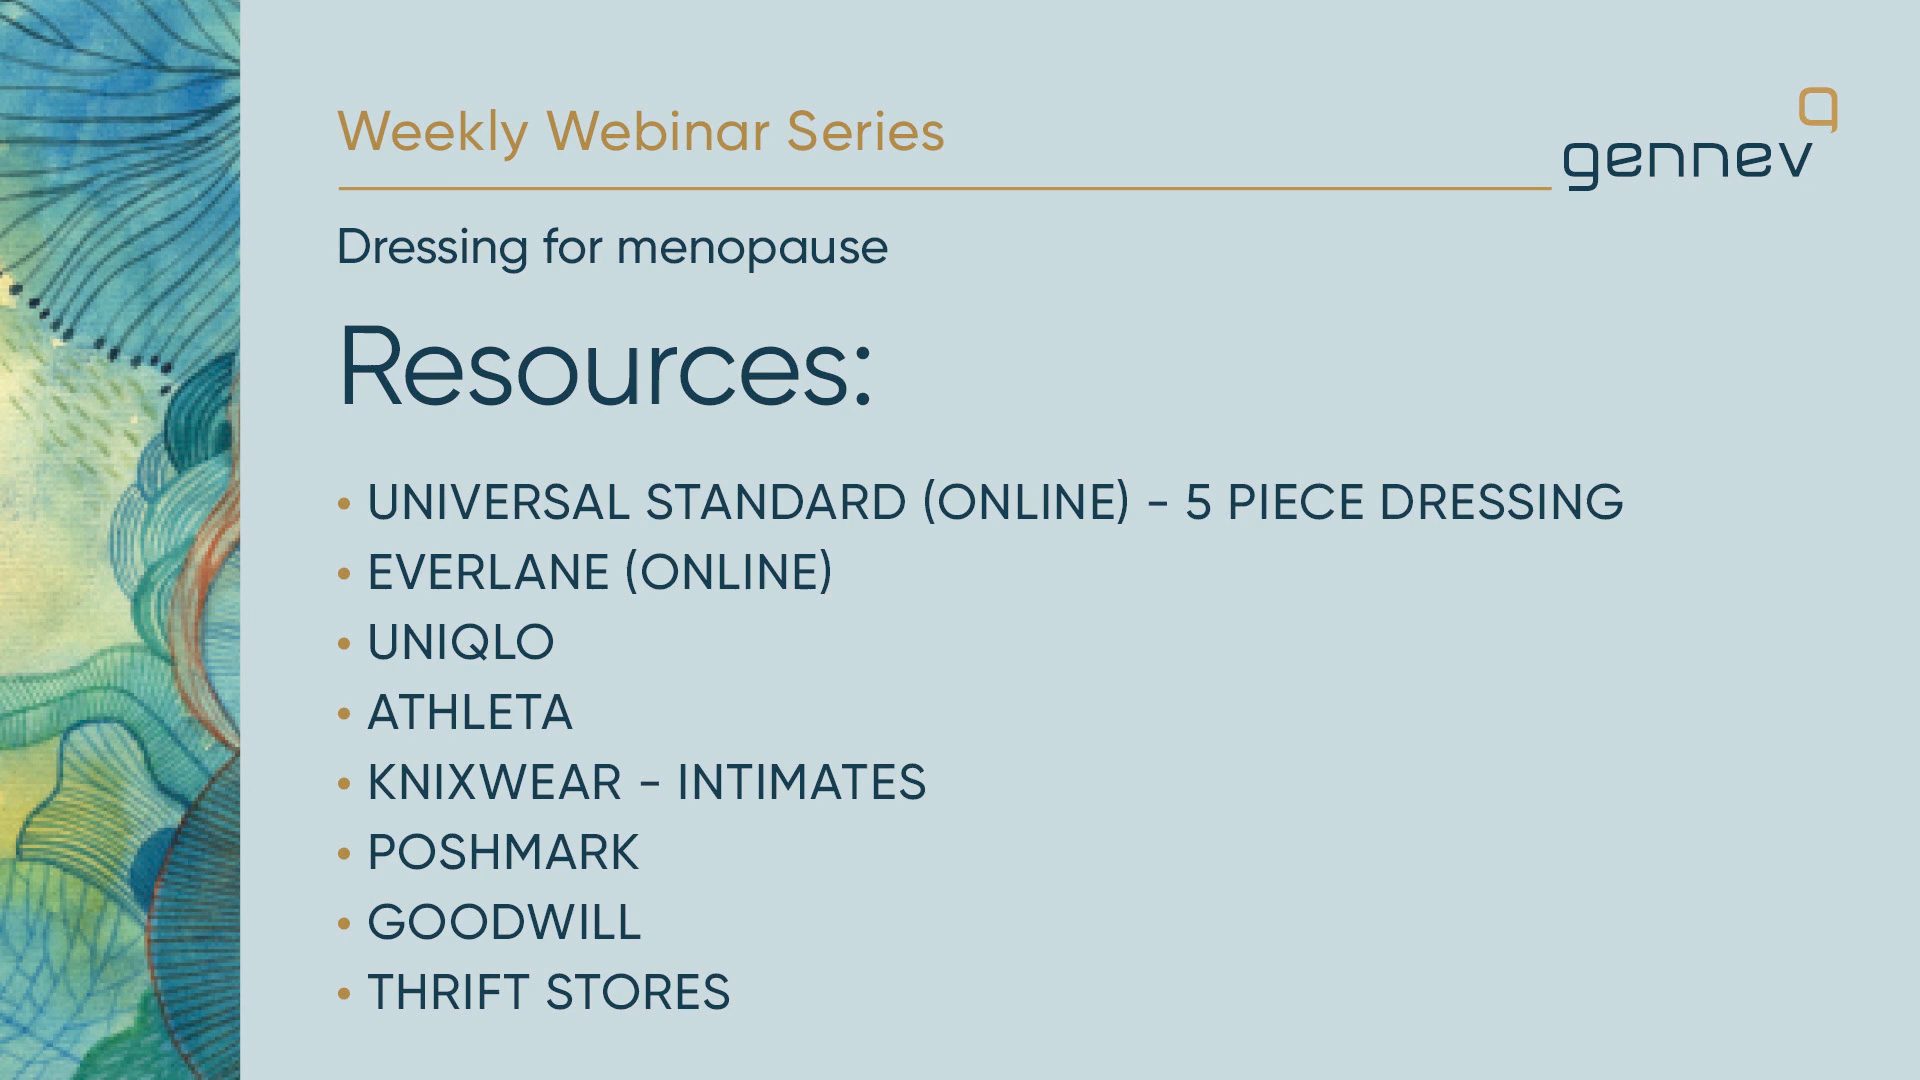 Weekly Webinar Series
gennev
Dressing for menopause
Resources:
• UNIVERSAL STANDARD (ONLINE) - 5 PIECE DRESSING
• EVERLANE (ONLINE)
• UNIQLO
• ATHLETA
• KNIXWEAR - INTIMATES
• POSHMARK
• GOODWILL
• THRIFT STORES